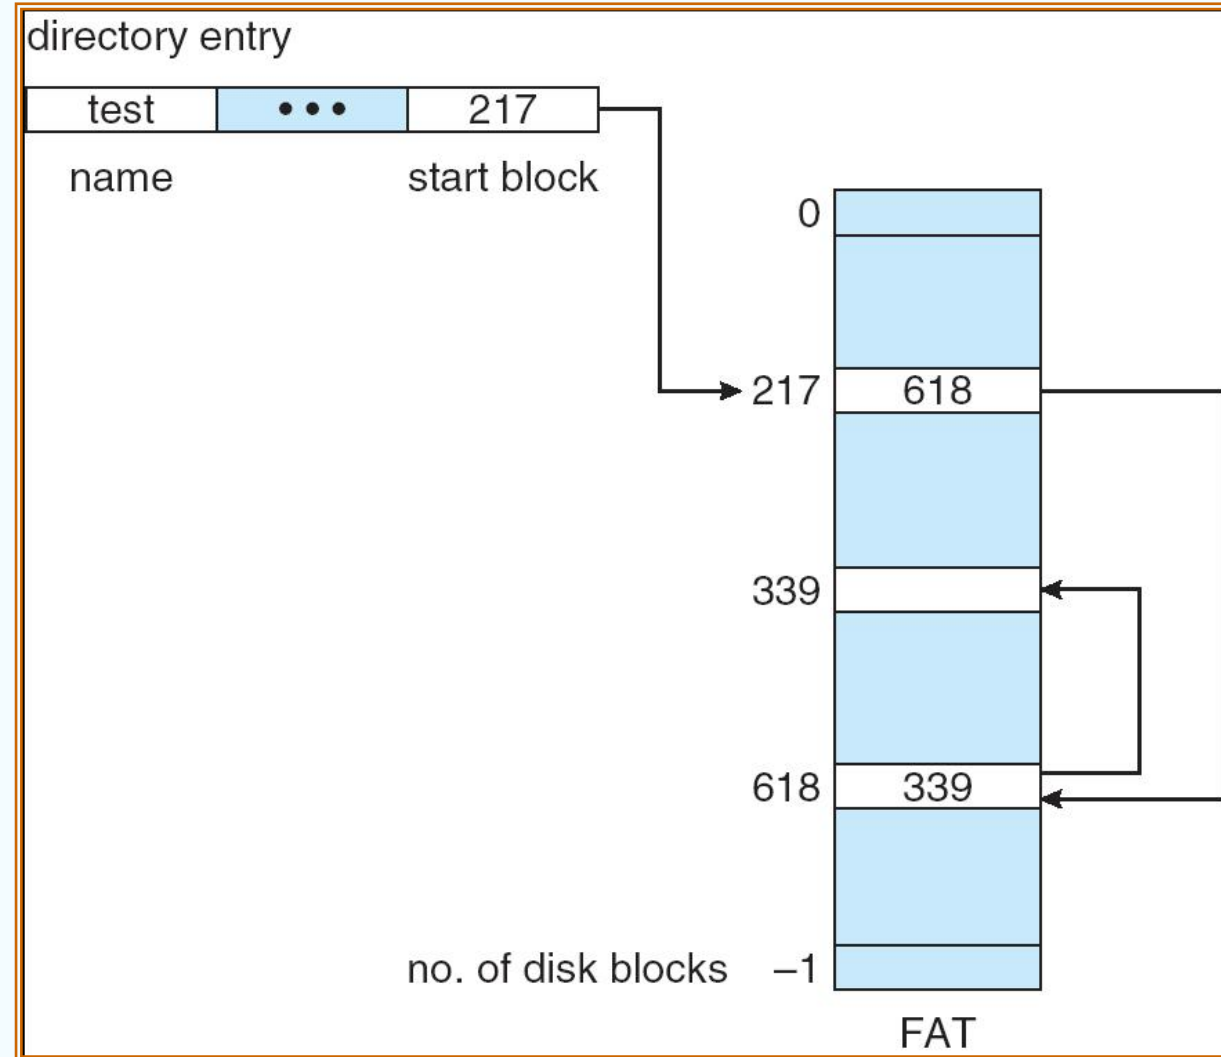 directory entry
test ••• 217
name start block
0
217 618
339
618 339
no. of disk blocks –1
FAT